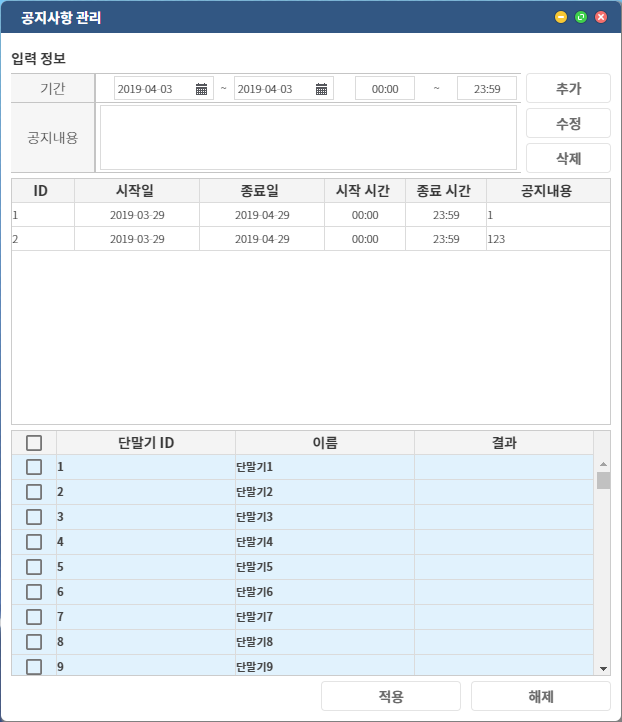 공지사항 관리
입력 정보
기간 2019-04-03 ~ 2019-04-03 00:00 ~ 23:59 추가
공지내용 수정
삭제
ID 시작일 종료일 시작 시간 종료 시간 공지내용
1 2019-03-29 2019-04-29 00:00 23:59 1
2 2019-03-29 2019-04-29 00:00 23:59 123
단말기 ID 이름 결과
1 단말기1
2 단말기2
3 단말기3
4 단말기4
5 단말기5
6 단말기6
7 단말기7
8 단말기8
9 단말기9
적용 해제